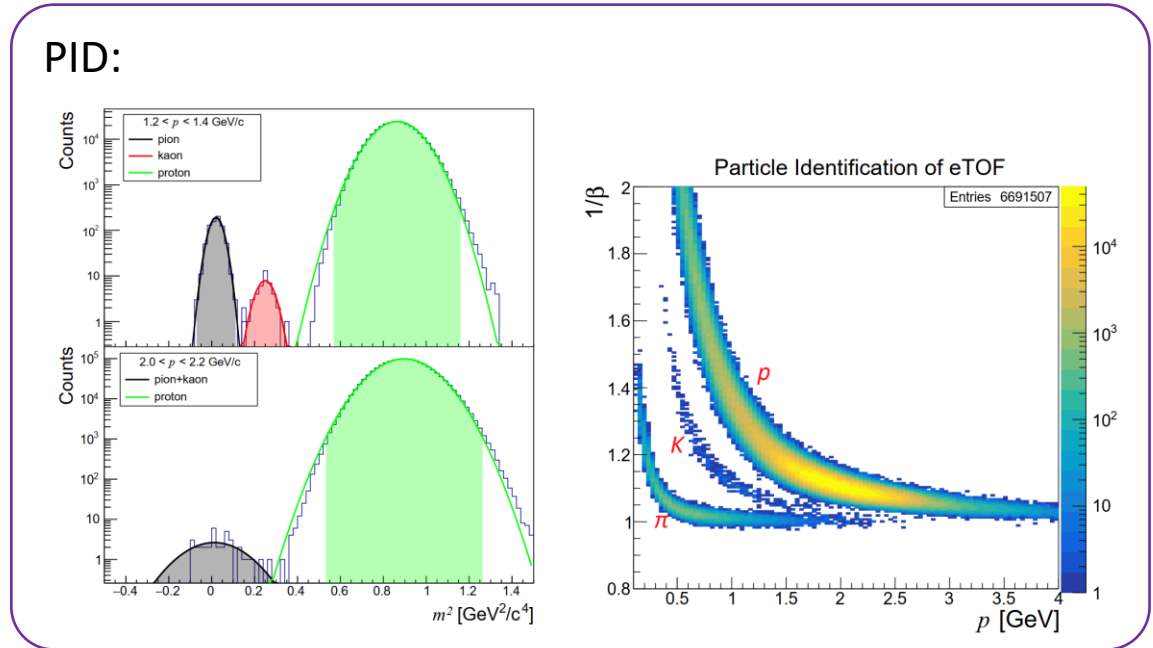 PID:
Counts
1.2 < p < 1.4 GeV/c
pion
kaon
proton
10⁴
10³
10²
10
1
Counts
2.0 < p < 2.2 GeV/c
pion+kaon
proton
10⁵
10⁴
10³
10²
10
1
−0.4 −0.2 0 0.2 0.4 0.6 0.8 1 1.2 1.4
m² [GeV²/c⁴]
Particle Identification of eTOF
Entries 6691507
1/β
2
1.8
1.6
1.4
1.2
1
0.8
p
K
π
0.5 1 1.5 2 2.5 3 3.5 4
p [GeV]
10⁴
10³
10²
10
1